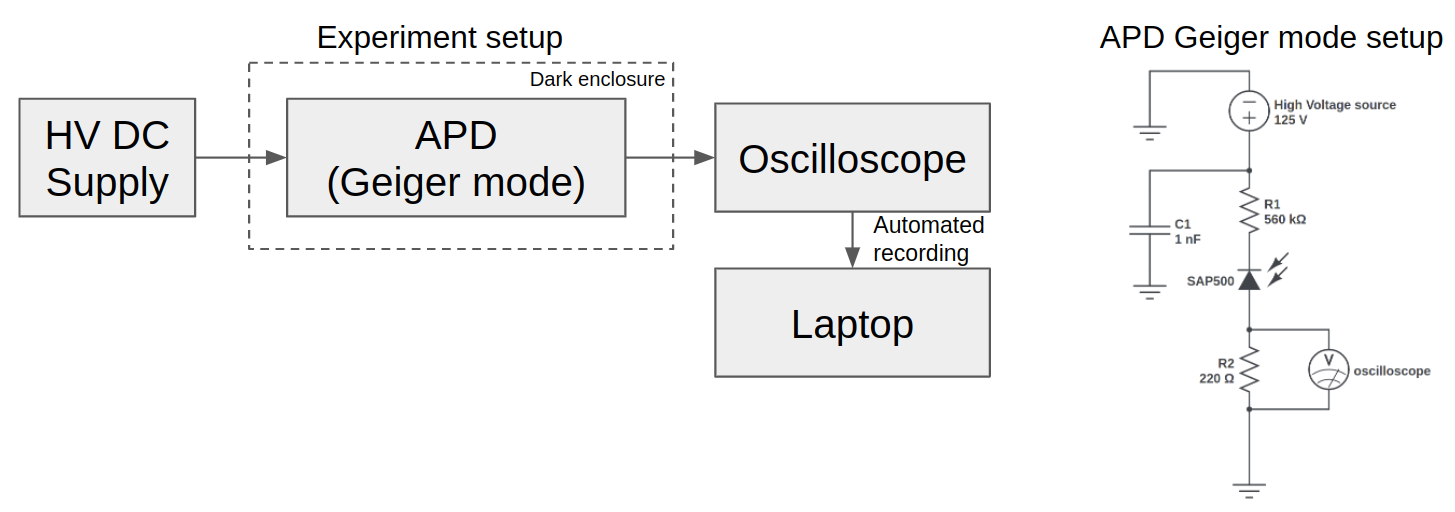 Experiment setup
Dark enclosure
HV DC
Supply
APD
(Geiger mode)
Oscilloscope
Automated
recording
Laptop
APD Geiger mode setup
High Voltage source
125 V
R1
560 kΩ
C1
1 nF
SAP500
R2
220 Ω
V
oscilloscope